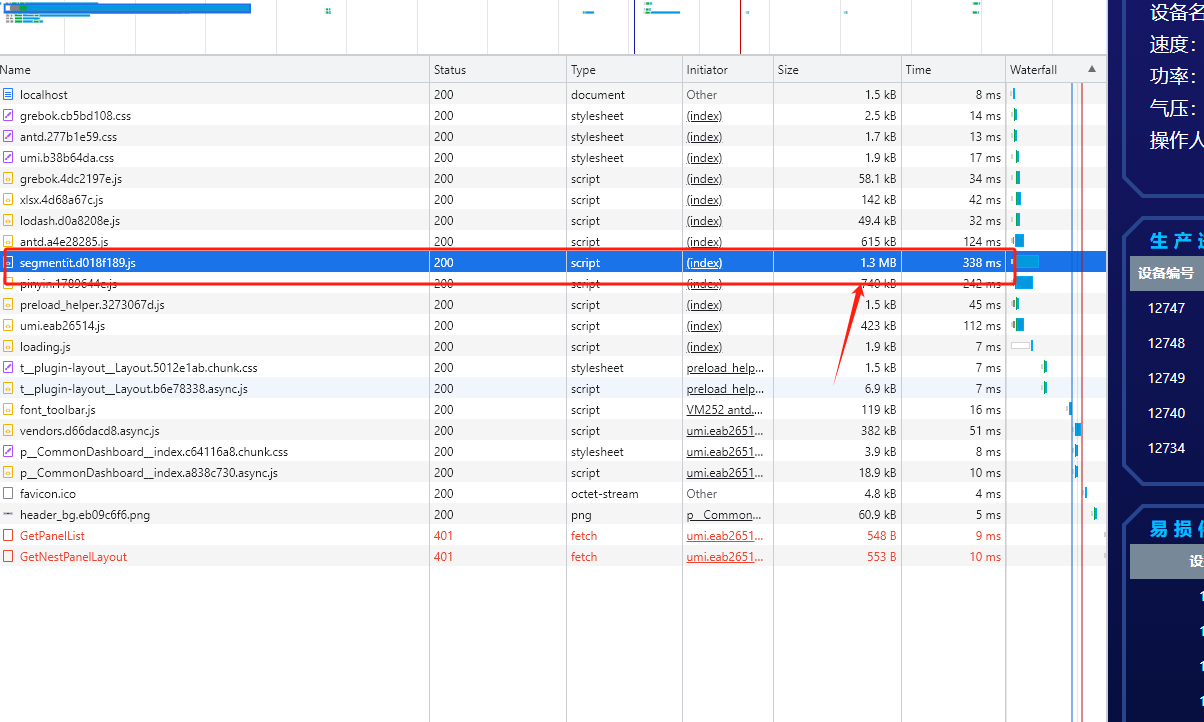 Name Status Type Initiator Size Time Waterfall
localhost 200 document Other 1.5 kB 8 ms
grebok.cb5bd108.css 200 stylesheet (index) 2.5 kB 14 ms
antd.277b1e59.css 200 stylesheet (index) 1.7 kB 13 ms
umi.b38b64da.css 200 stylesheet (index) 1.9 kB 17 ms
grebok.4dc2197e.js 200 script (index) 58.1 kB 34 ms
xlsx.4d68a67c.js 200 script (index) 142 kB 42 ms
lodash.d0a8208e.js 200 script (index) 49.4 kB 32 ms
antd.a4e28285.js 200 script (index) 615 kB 124 ms
segmentit.d018f189.js 200 script (index) 1.3 MB 338 ms
pinyin.1789644e.js 200 script (index) 740 kB 242 ms
preload_helper.3273067d.js 200 script (index) 1.5 kB 45 ms
umi.eab26514.js 200 script (index) 423 kB 112 ms
loading.js 200 script (index) 1.9 kB 7 ms
t__plugin-layout__Layout.5012e1ab.chunk.css 200 stylesheet preload_help... 1.5 kB 7 ms
t__plugin-layout__Layout.b6e78338.async.js 200 script preload_help... 6.9 kB 7 ms
font_toolbar.js 200 script VM252 antd.... 119 kB 16 ms
vendors.d66dacd8.async.js 200 script umi.eab2651... 382 kB 51 ms
p__CommonDashboard__index.c64116a8.chunk.css 200 stylesheet umi.eab2651... 3.9 kB 8 ms
p__CommonDashboard__index.a838c730.async.js 200 script umi.eab2651... 18.9 kB 10 ms
favicon.ico 200 octet-stream Other 4.8 kB 4 ms
header_bg.eb09c6f6.png 200 png p__Common... 60.9 kB 5 ms
GetPanelList 401 fetch umi.eab2651... 548 B 9 ms
GetNestPanelLayout 401 fetch umi.eab2651... 553 B 10 ms
设备名
速度:
功率:
气压:
操作人
生产
设备编号
12747
12748
12749
12740
12734
易损
设